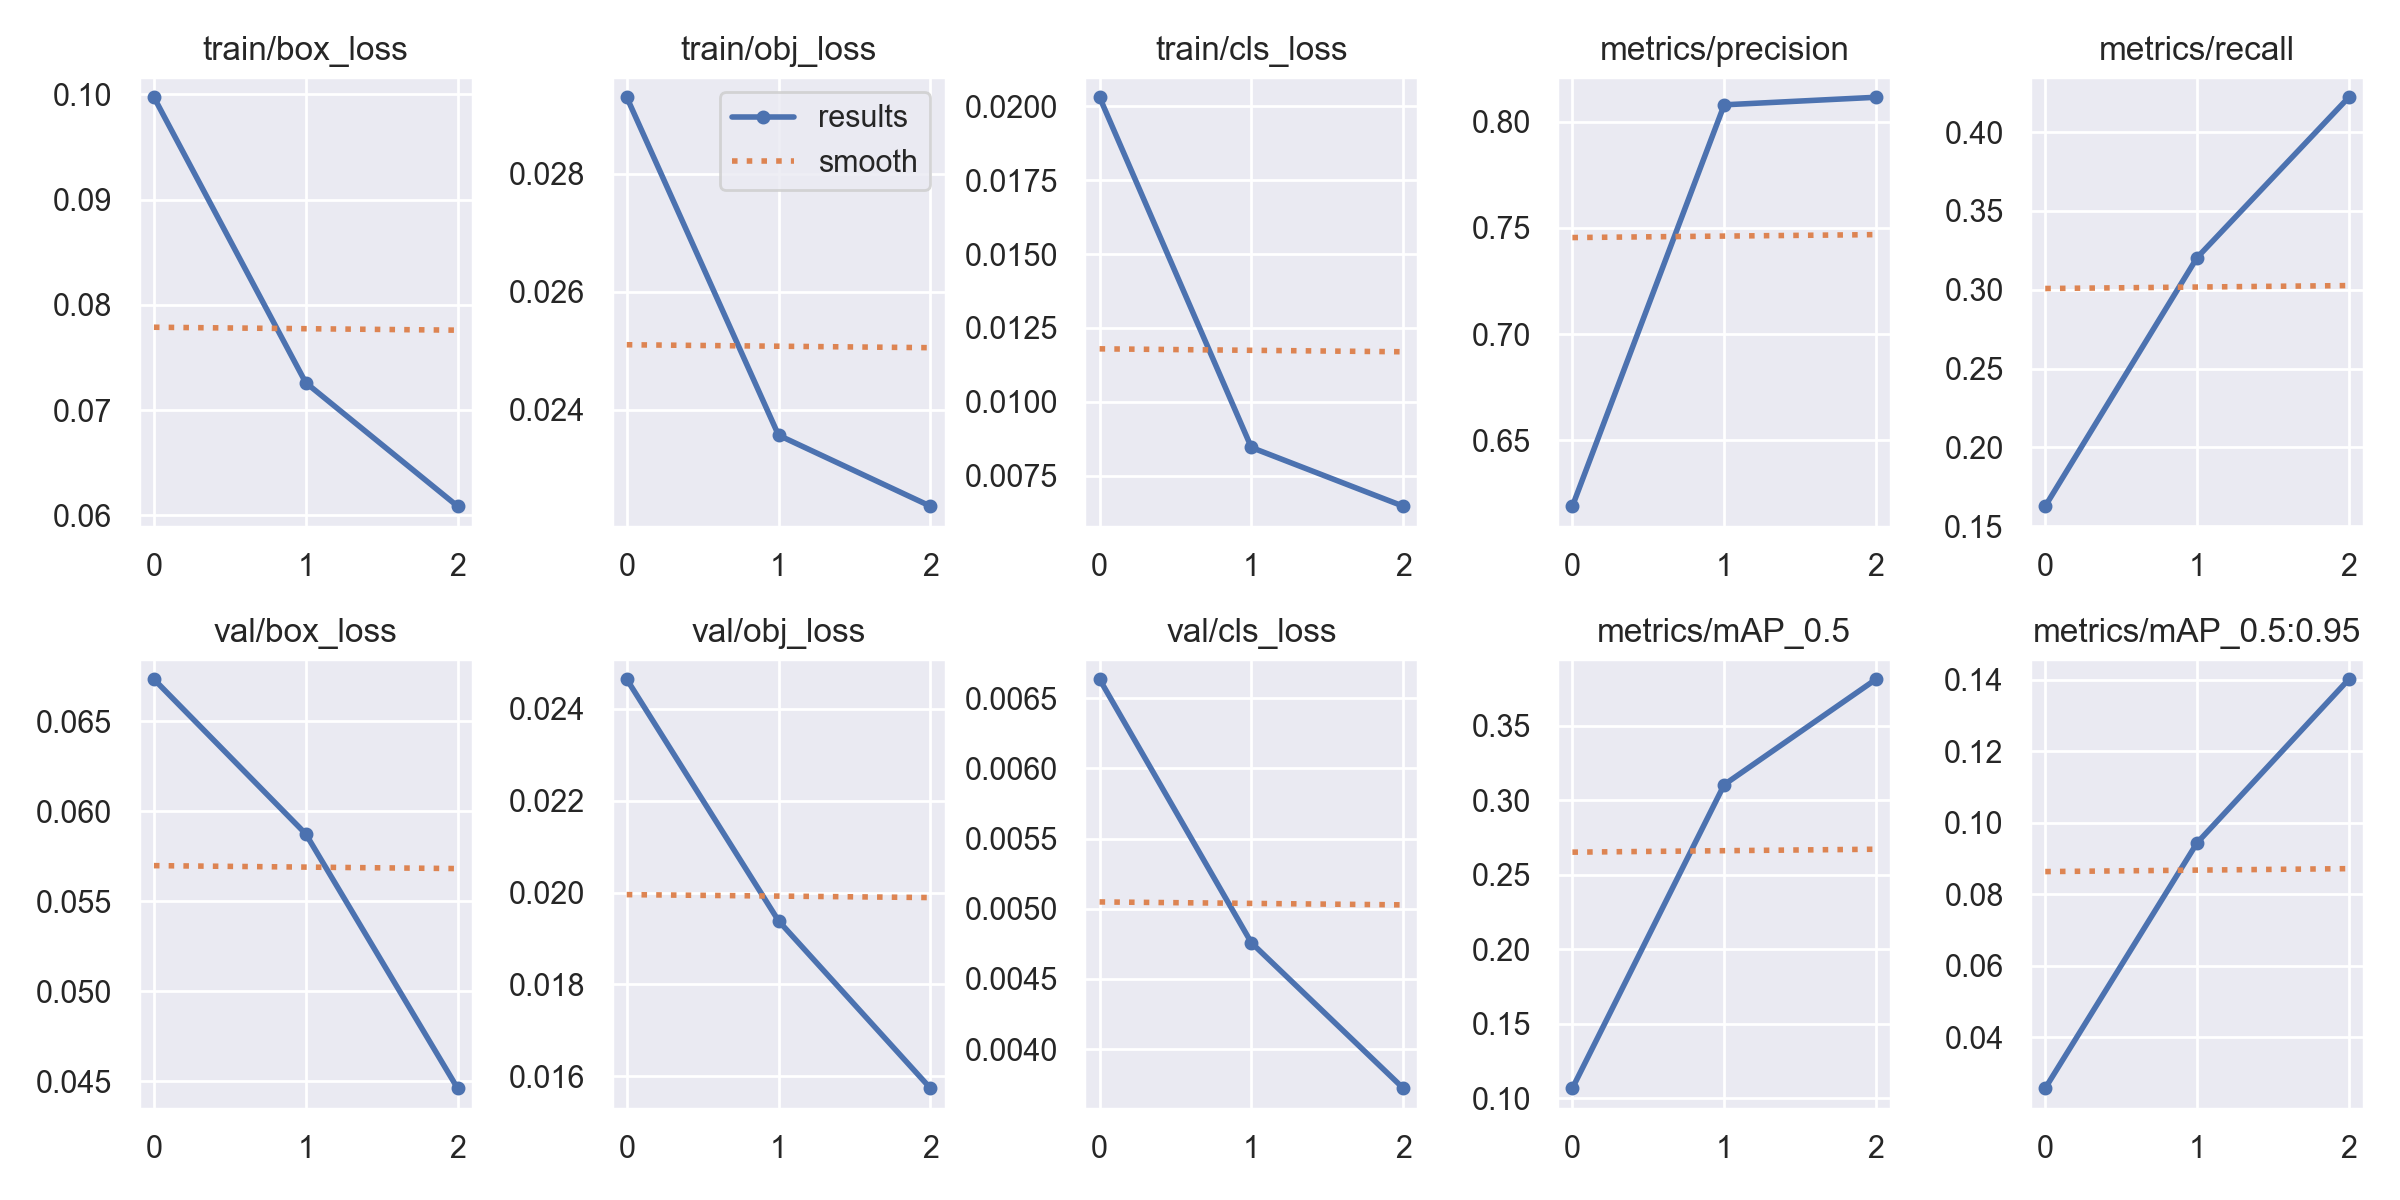 train/box_loss
0.10
0.09
0.08
0.07
0.06
0 1 2
train/obj_loss
results
smooth
0.028
0.026
0.024
0 1 2
train/cls_loss
0.0200
0.0175
0.0150
0.0125
0.0100
0.0075
0 1 2
metrics/precision
0.80
0.75
0.70
0.65
0 1 2
metrics/recall
0.40
0.35
0.30
0.25
0.20
0.15
0 1 2
val/box_loss
0.065
0.060
0.055
0.050
0.045
0 1 2
val/obj_loss
0.024
0.022
0.020
0.018
0.016
0 1 2
val/cls_loss
0.0065
0.0060
0.0055
0.0050
0.0045
0.0040
0 1 2
metrics/mAP_0.5
0.35
0.30
0.25
0.20
0.15
0.10
0 1 2
metrics/mAP_0.5:0.95
0.14
0.12
0.10
0.08
0.06
0.04
0 1 2